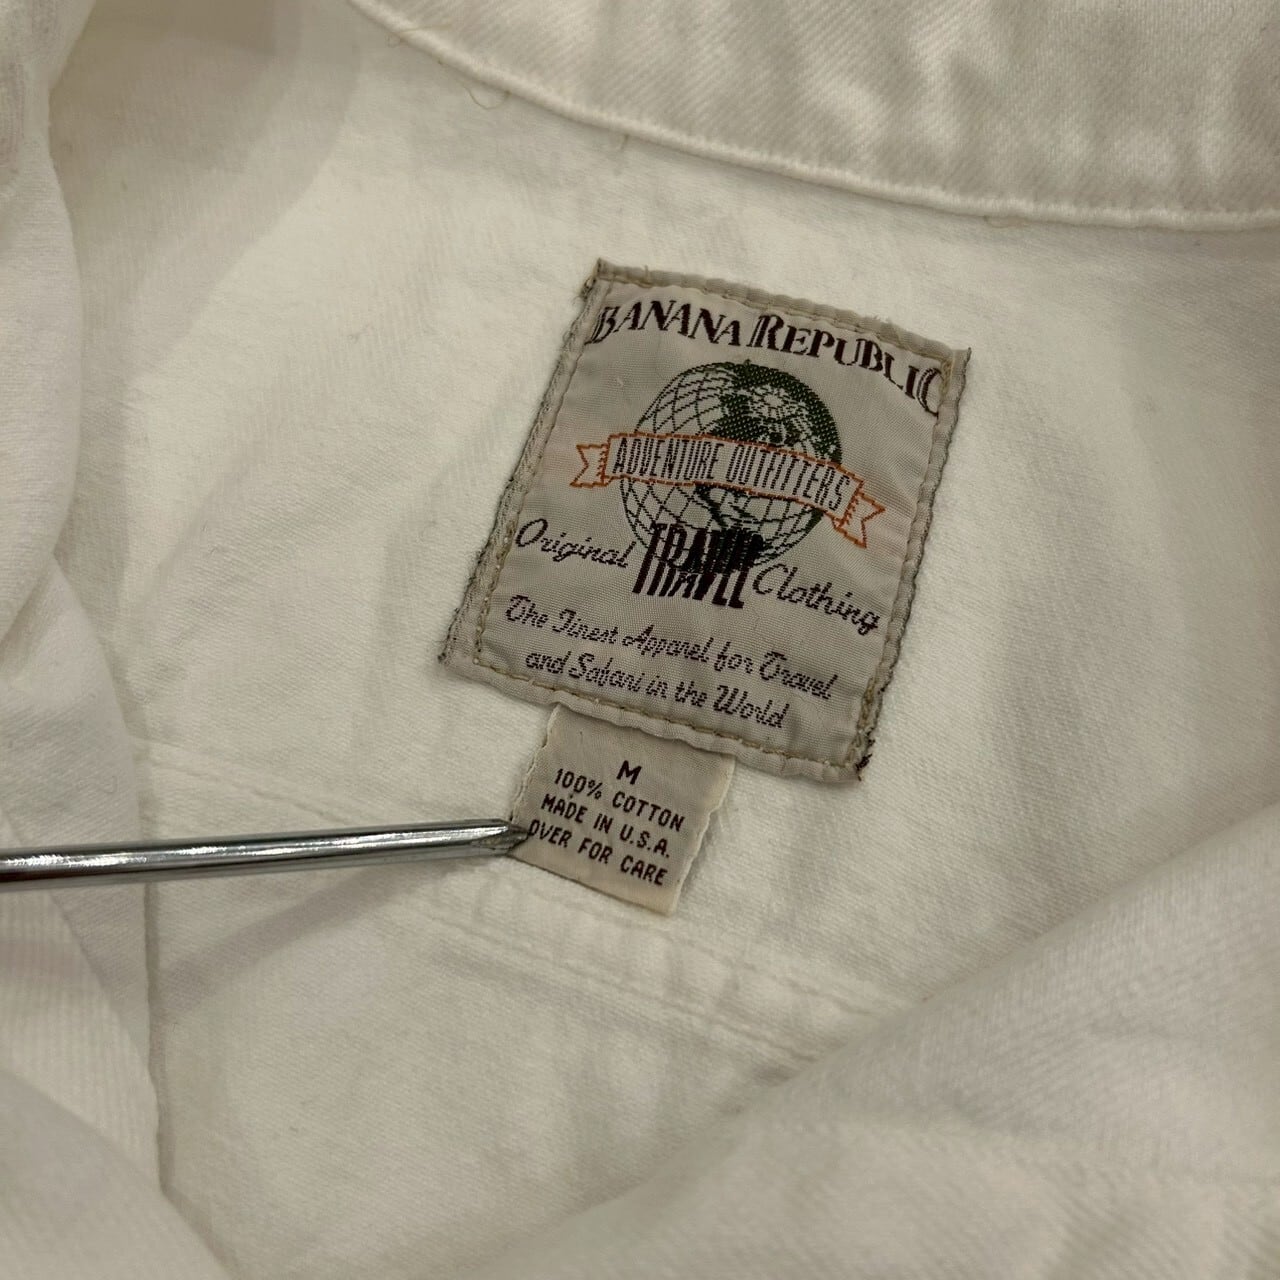 BANANA REPUBLIC
ADVENTURE OUTFITTERS
Original TRAVEL Clothing
The Finest Apparel for Travel
and Safari in the World
M
100% COTTON
MADE IN U.S.A.
OVER FOR CARE